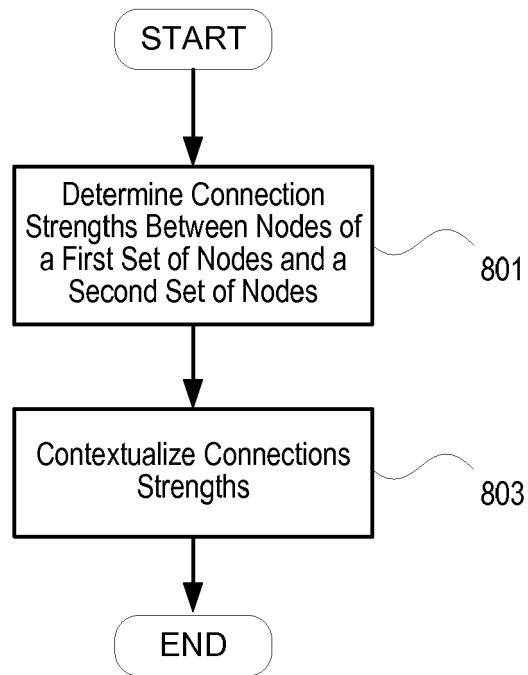 START
Determine Connection
Strengths Between Nodes of
a First Set of Nodes and a
Second Set of Nodes
801
Contextualize Connections
Strengths
803
END